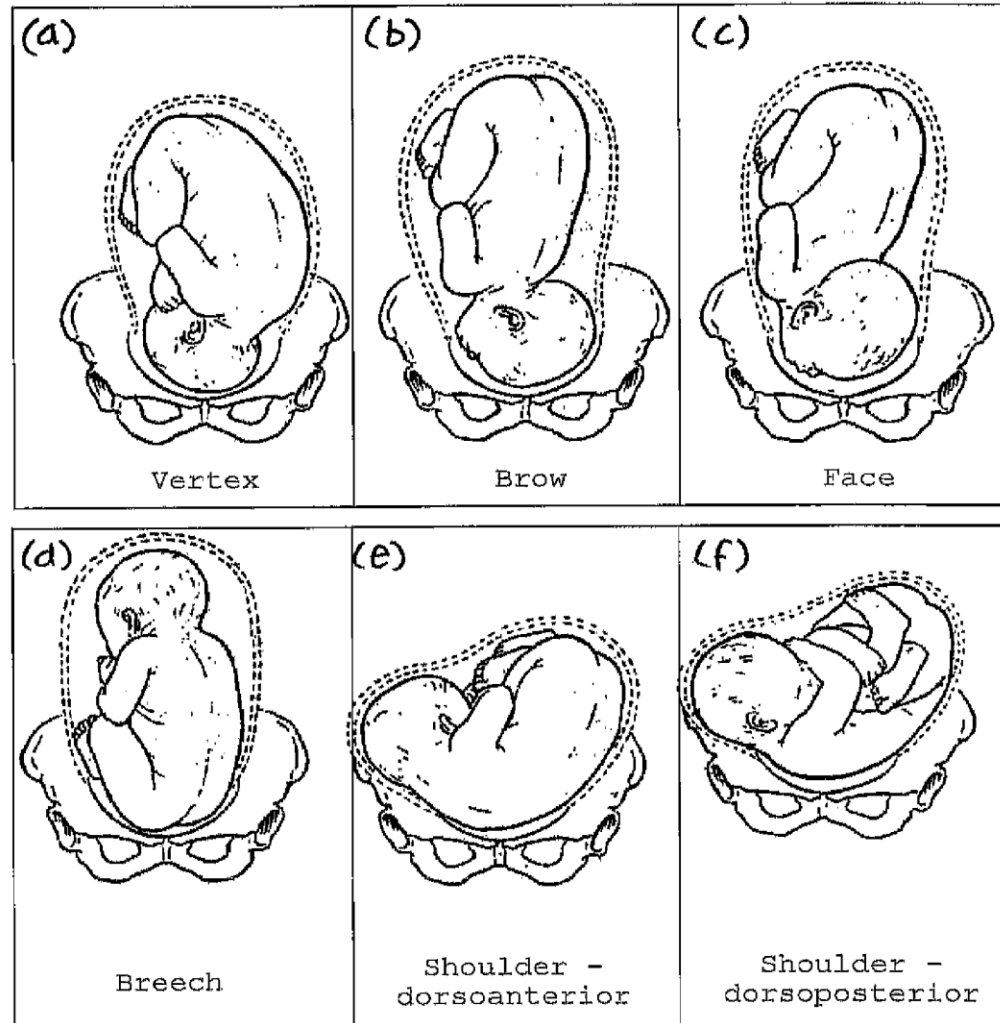 (a)
(b)
(c)
Vertex
Brow
Face
(d)
(e)
(f)
Breech
Shoulder -
dorsoanterior
Shoulder -
dorsoposterior